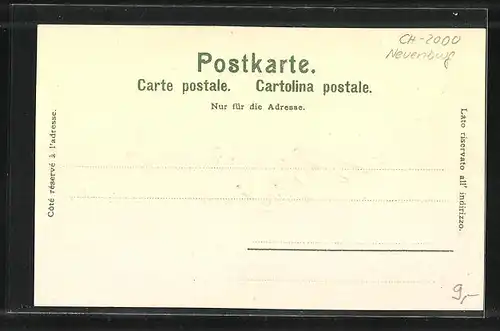 CH-2000
Neuenburg
Postkarte.
Carte postale. Cartolina postale.
Nur für die Adresse.
Côté réservé à l'adresse.
Lato riservato all' indirizzo.
9,-